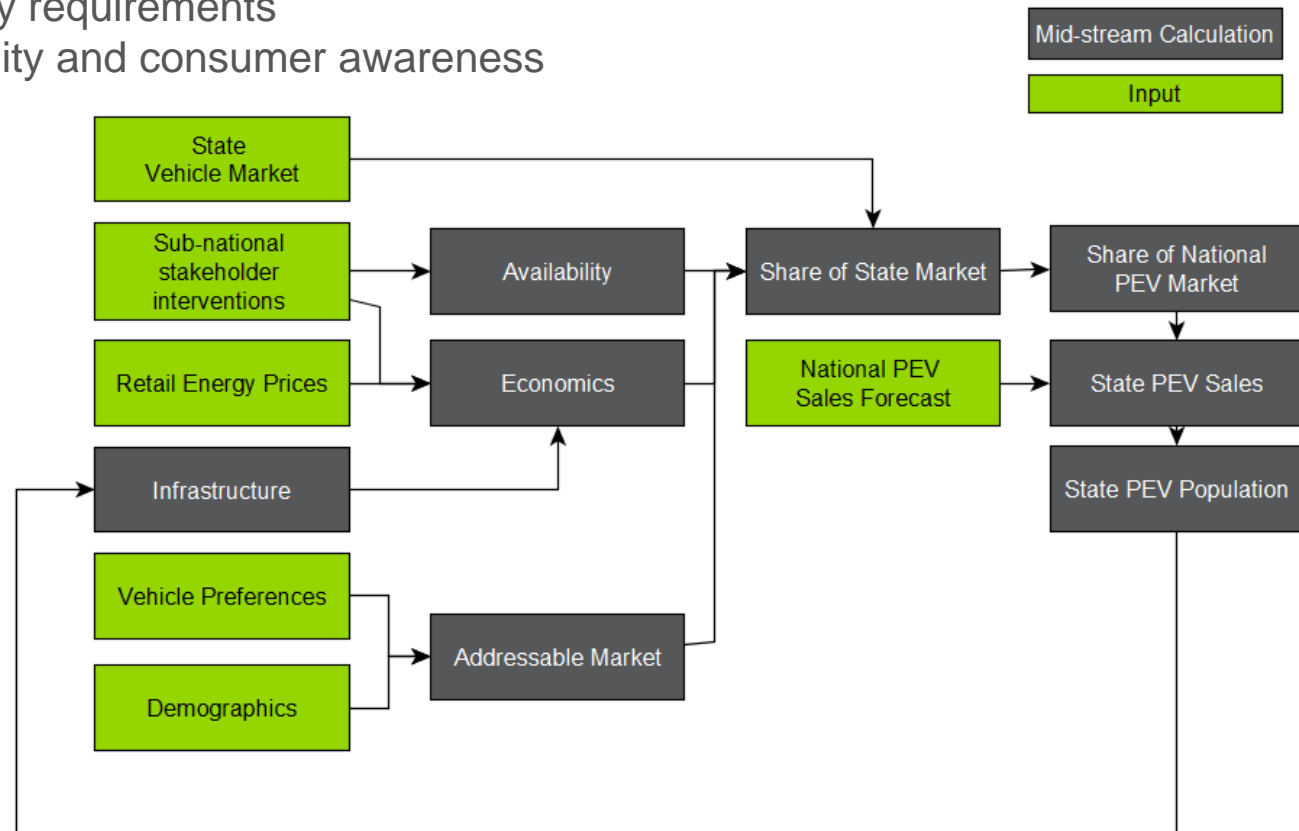 y requirements
ity and consumer awareness
Mid-stream Calculation
Input
State
Vehicle Market
Sub-national
stakeholder
interventions
Availability
Share of State Market
Share of National
PEV Market
Retail Energy Prices
Economics
National PEV
Sales Forecast
State PEV Sales
Infrastructure
State PEV Population
Vehicle Preferences
Addressable Market
Demographics